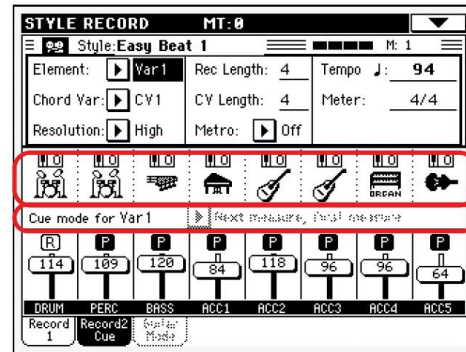 STYLE RECORD MT:0
Style:Easy Beat 1 M: 1
Element: Var1 Rec Length: 4 Tempo ♩: 94
Chord Var: CV1 CV Length: 4 Meter: 4/4
Resolution: High Metro: Off
ORGAN
Cue mode for Var1 Next measure, first measure
R P P P P P P P
114 109 120 84 118 96 96 64
DRUM PERC BASS ACC1 ACC2 ACC3 ACC4 ACC5
Record 1 Record2 Cue Guitar Mode